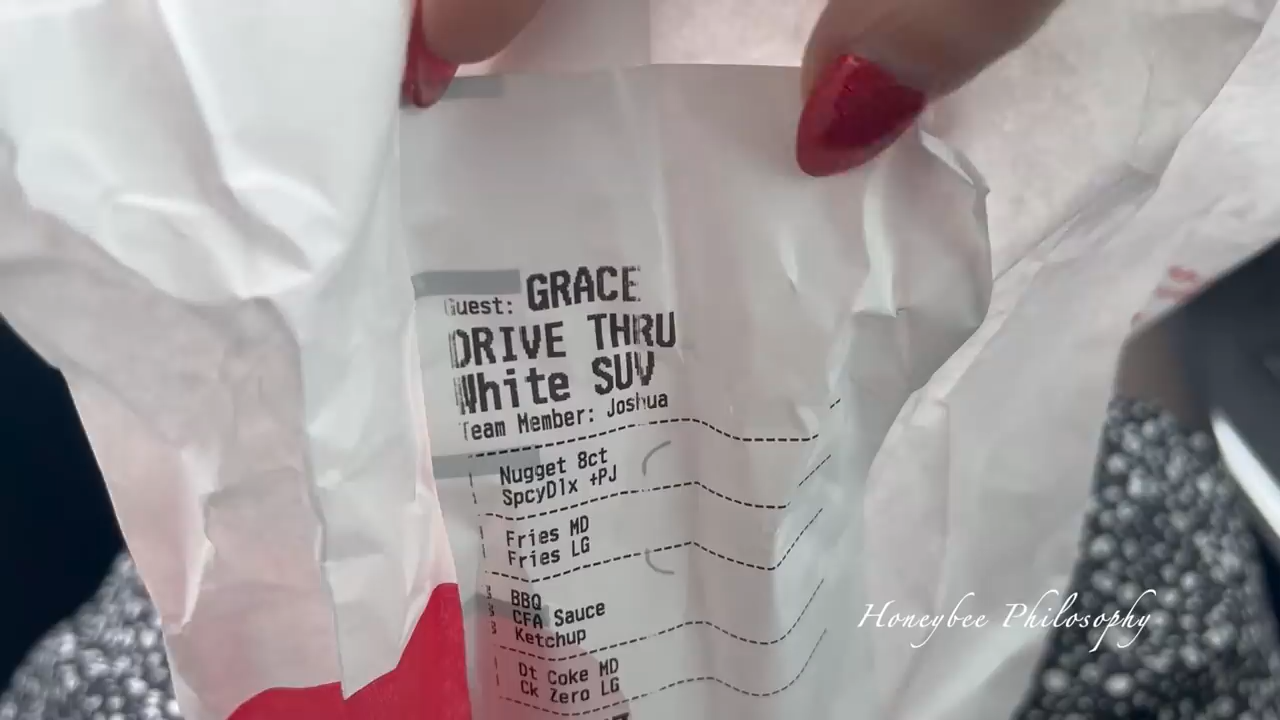 Guest: GRACE
DRIVE THRU
White SUV
Team Member: Joshua
1 Nugget 8ct
1 SpcyDlx +PJ
1 Fries MD
1 Fries LG
3 BBQ
3 CFA Sauce
3 Ketchup
1 Dt Coke MD
1 Ck Zero LG
Honeybee Philosophy